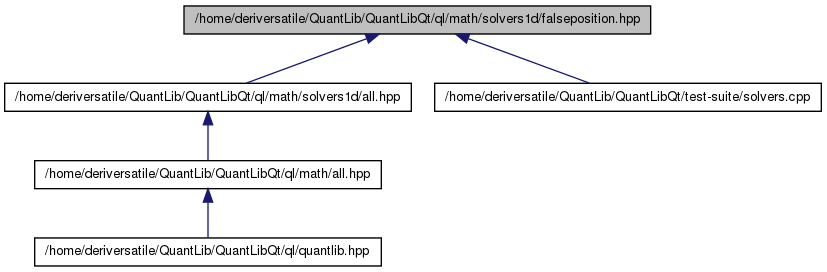 /home/deriversatile/QuantLib/QuantLibQt/ql/math/solvers1d/falseposition.hpp
/home/deriversatile/QuantLib/QuantLibQt/ql/math/solvers1d/all.hpp
/home/deriversatile/QuantLib/QuantLibQt/test-suite/solvers.cpp
/home/deriversatile/QuantLib/QuantLibQt/ql/math/all.hpp
/home/deriversatile/QuantLib/QuantLibQt/ql/quantlib.hpp